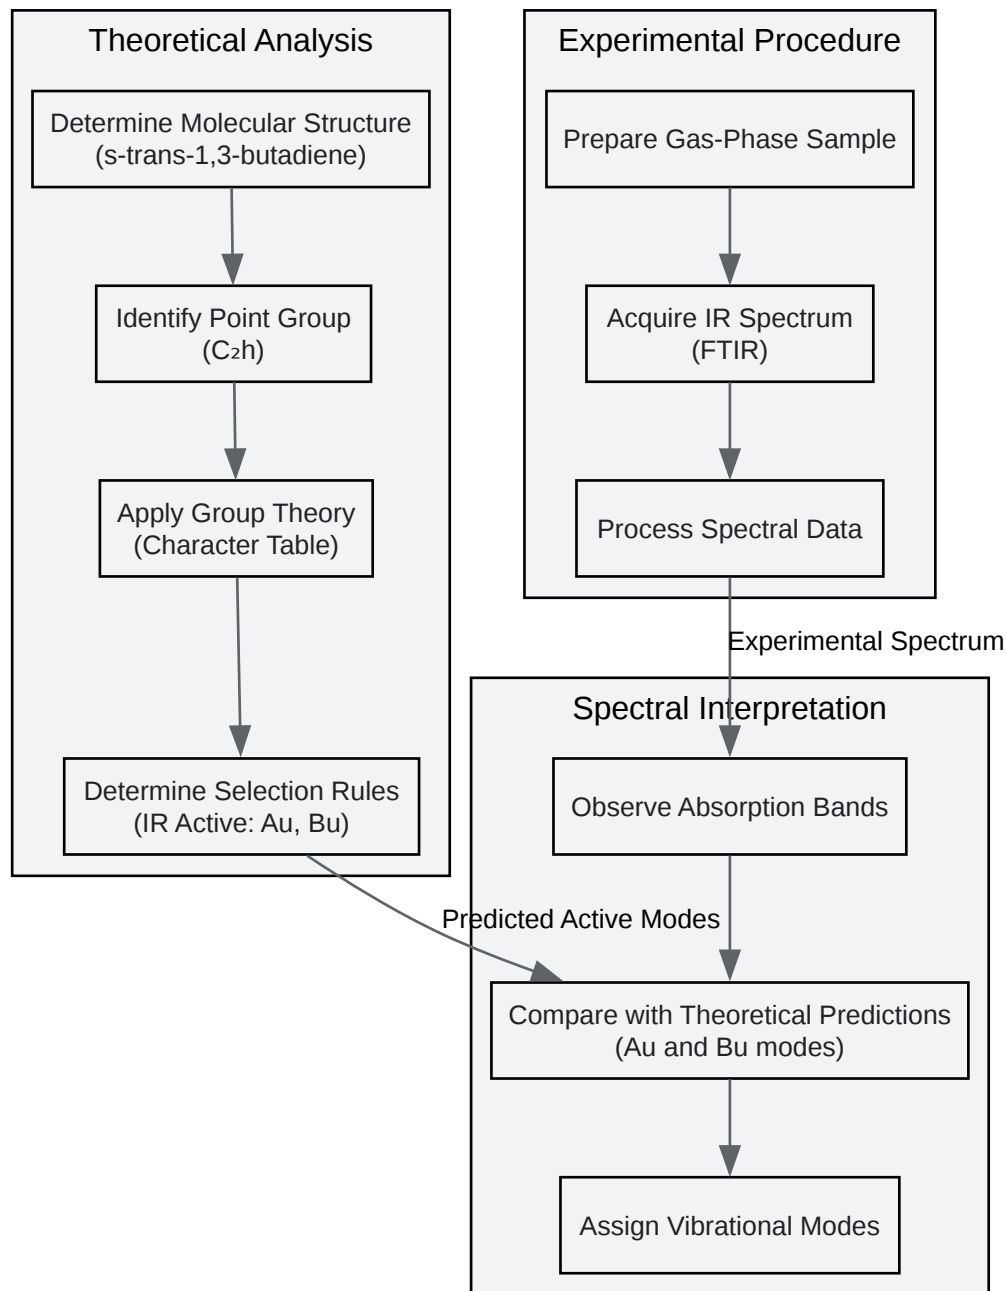 Theoretical Analysis
Determine Molecular Structure
(s-trans-1,3-butadiene)
Identify Point Group
(C₂h)
Apply Group Theory
(Character Table)
Determine Selection Rules
(IR Active: Au, Bu)
Predicted Active Modes
Experimental Procedure
Prepare Gas-Phase Sample
Acquire IR Spectrum
(FTIR)
Process Spectral Data
Experimental Spectrum
Spectral Interpretation
Observe Absorption Bands
Compare with Theoretical Predictions
(Au and Bu modes)
Assign Vibrational Modes